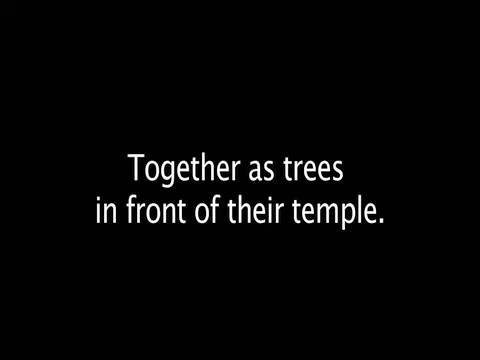 Together as trees
in front of their temple.